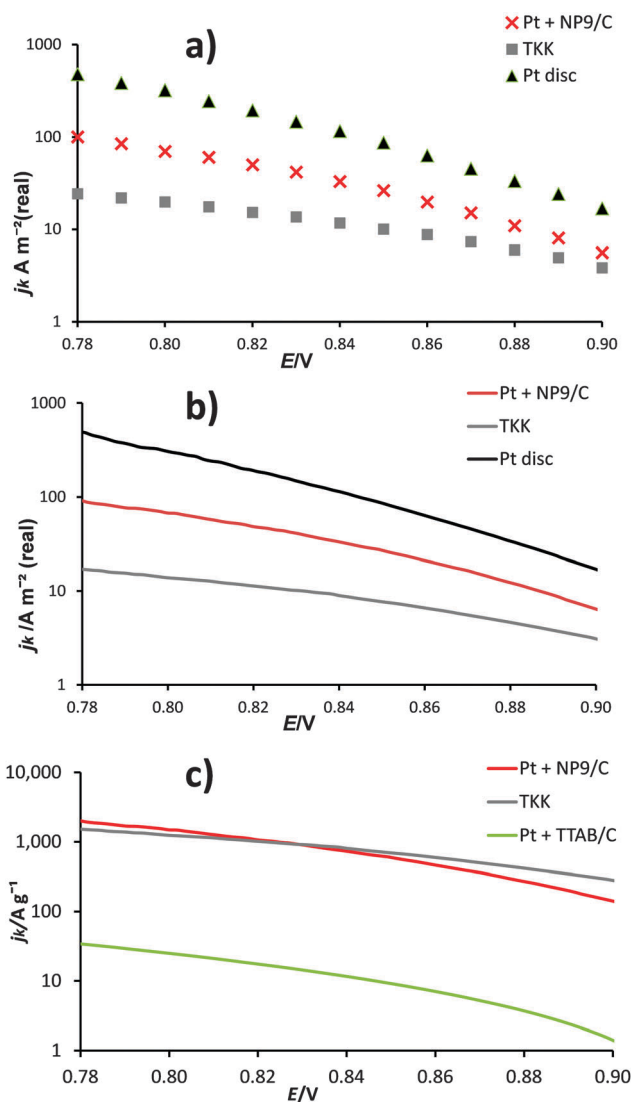 a)
Pt + NP9/C
TKK
Pt disc
1000
100
10
1
jk A m⁻²(real)
0.78 0.80 0.82 0.84 0.86 0.88 0.90
E/V
b)
Pt + NP9/C
TKK
Pt disc
1000
100
10
1
jk /A m⁻² (real)
0.78 0.80 0.82 0.84 0.86 0.88 0.90
E/V
c)
Pt + NP9/C
TKK
Pt + TTAB/C
10,000
1,000
100
10
1
jk/A g⁻¹
0.78 0.80 0.82 0.84 0.86 0.88 0.90
E/V